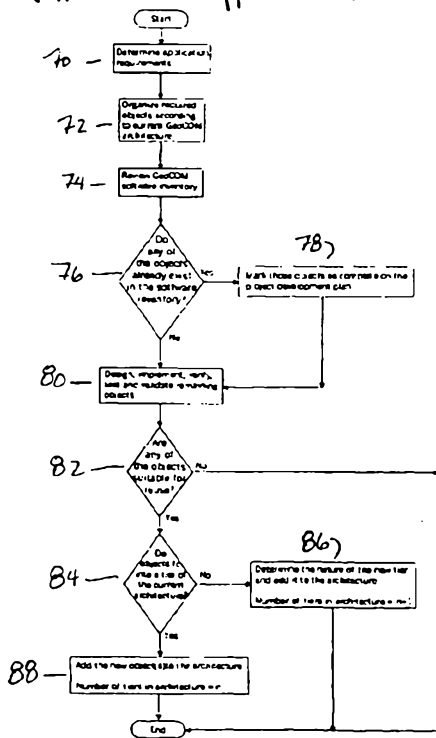 Start
70
Determine application
requirements
72
Organize required
objects according
to current GeoCOM
architecture
74
Review GeoCOM
software inventory
76
Do
any of
the objects
already exist
in the software
inventory?
Yes
78
Mark those objects as complete on the
project development plan
No
80
Design, implement, verify,
test and validate remaining
objects
82
Are
any of
the objects
suitable for
reuse?
No
Yes
84
Do
objects fit
into a tier of
the current
architecture?
No
86
Determine the nature of the new tier
and add it to the architecture
Number of tiers in architecture =
Yes
88
Add the new objects to the architecture
Number of tiers in architecture = n
End